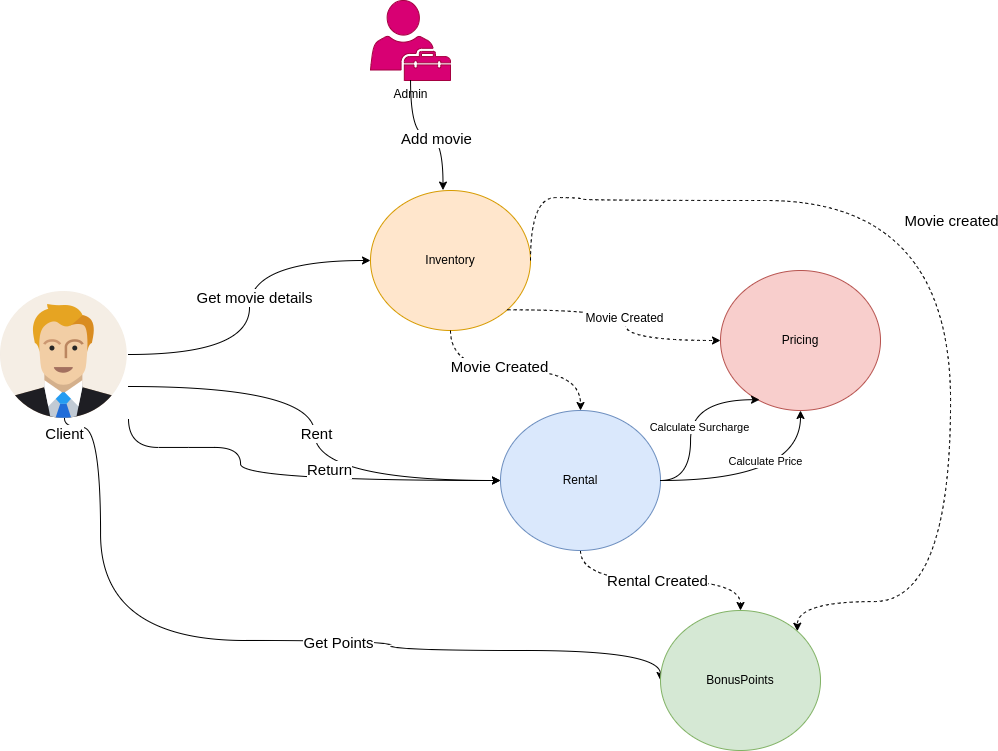 Admin
Add movie
Movie created
Inventory
Get movie details
Movie Created
Pricing
Movie Created
Calculate Surcharge
Client
Rent
Calculate Price
Return
Rental
Rental Created
Get Points
BonusPoints